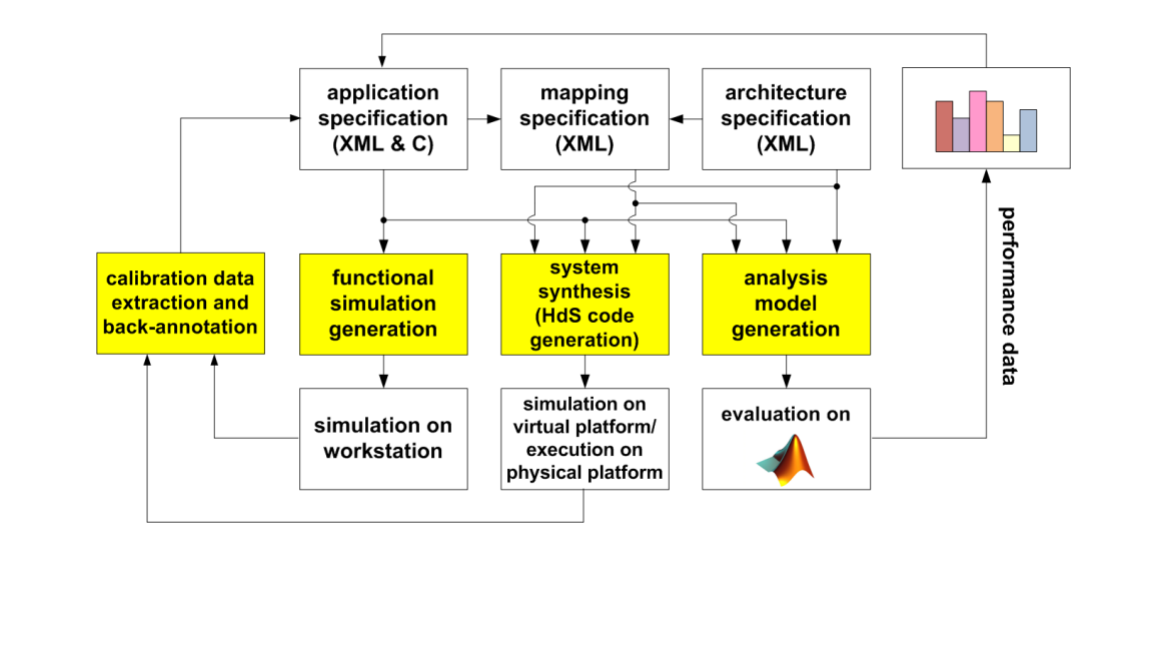 application
specification
(XML & C)
mapping
specification
(XML)
architecture
specification
(XML)
performance data
calibration data
extraction and
back-annotation
functional
simulation
generation
system
synthesis
(HdS code
generation)
analysis
model
generation
simulation on
workstation
simulation on
virtual platform/
execution on
physical platform
evaluation on